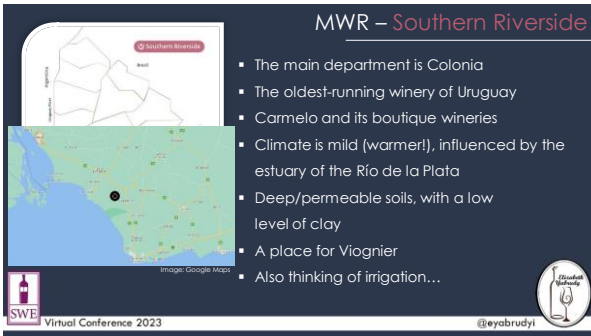 MWR – Southern Riverside
Southern Riverside
Brazil
Argentina
▪ The main department is Colonia
▪ The oldest-running winery of Uruguay
▪ Carmelo and its boutique wineries
▪ Climate is mild (warmer!), influenced by the
estuary of the Río de la Plata
▪ Deep/permeable soils, with a low
level of clay
▪ A place for Viognier
▪ Also thinking of irrigation…
Image: Google Maps
SWE
Virtual Conference 2023
@eyabrudyi
Elizabeth
Yabrudy